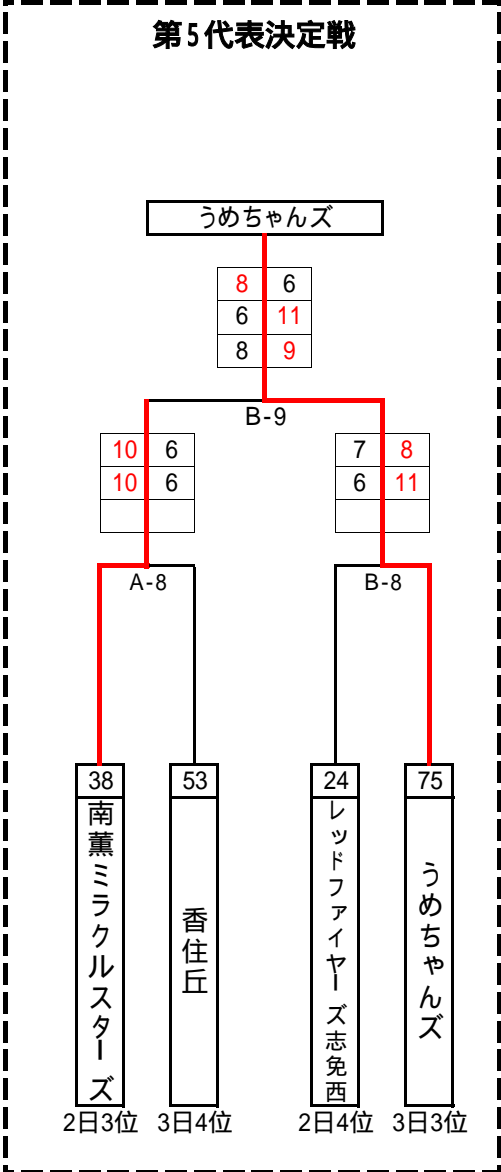 第5代表決定戦
うめちゃんズ
8 6
6 11
8 9
B-9
10 6
10 6
7 8
6 11
A-8
B-8
38
53
24
75
南薫ミラクルスターズ
香住丘
レッドファイヤーズ志免西
うめちゃんズ
2日3位
3日4位
2日4位
3日3位